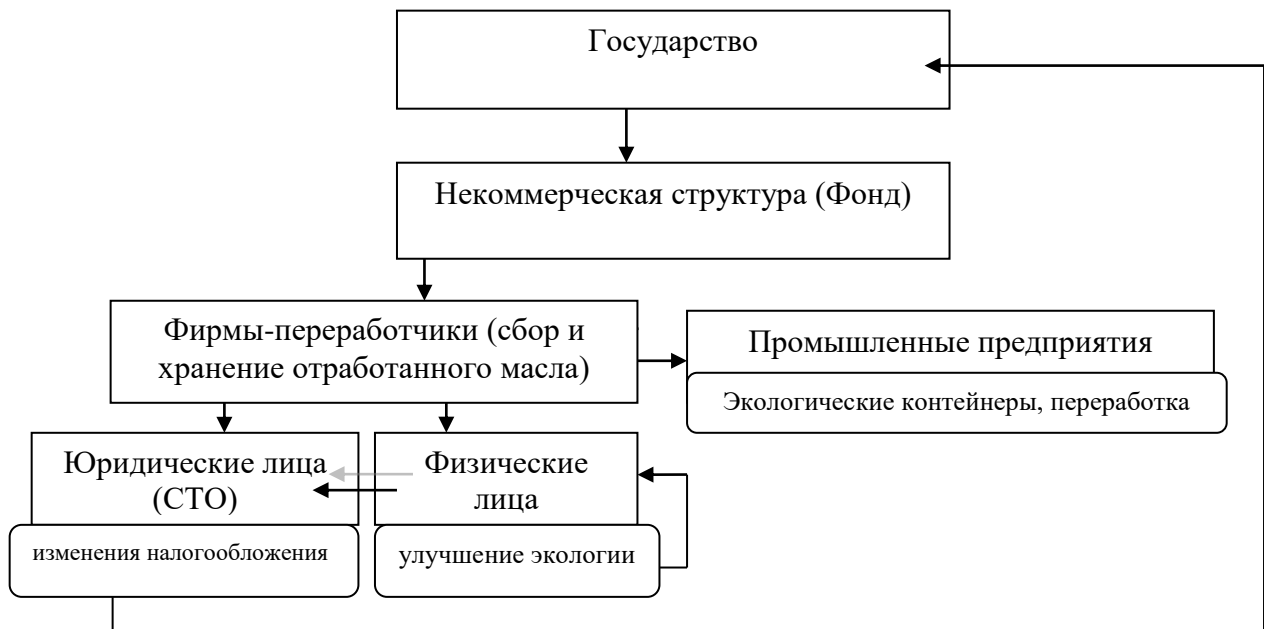 Государство
Некоммерческая структура (Фонд)
Фирмы-переработчики (сбор и
хранение отработанного масла)
Промышленные предприятия
Экологические контейнеры, переработка
Юридические лица
(СТО)
Физические
лица
изменения налогообложения
улучшение экологии